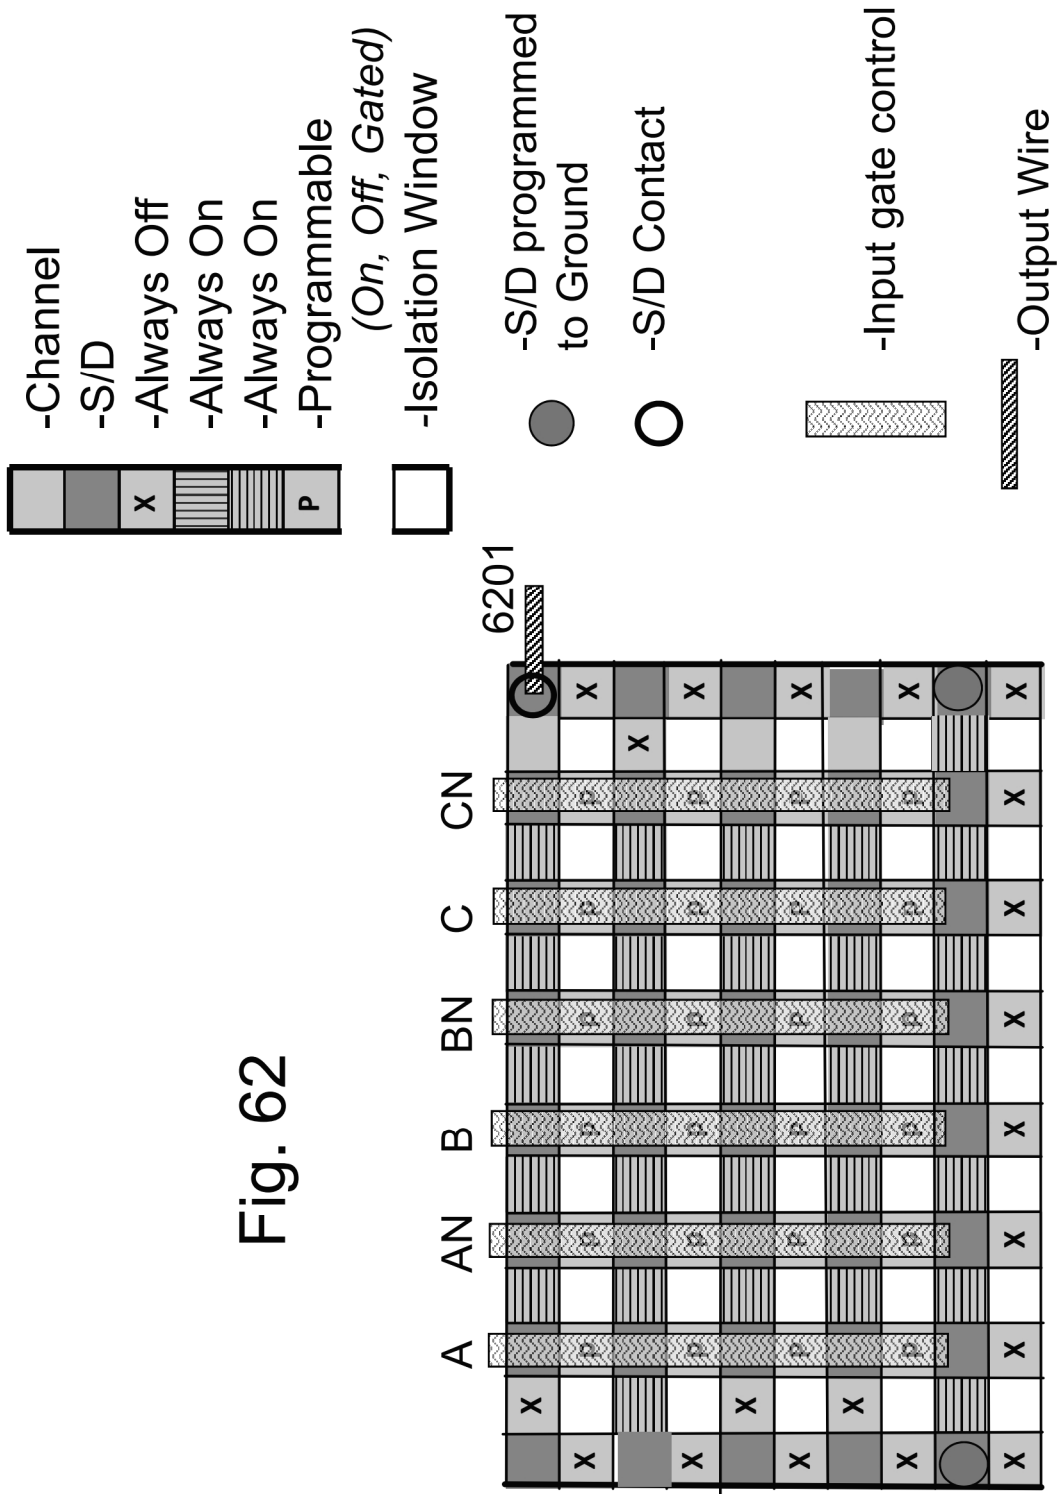 -Channel
-S/D
X -Always Off
-Always On
-Always On
P -Programmable
(On, Off, Gated)
-Isolation Window
-S/D programmed
to Ground
-S/D Contact
-Input gate control
-Output Wire
Fig. 62
A AN B BN C CN
6201
X
X P P P P P P X
X
X P P P P P P X
X
X P P P P P P X
X
X P P P P P P X
X X X X X X X X